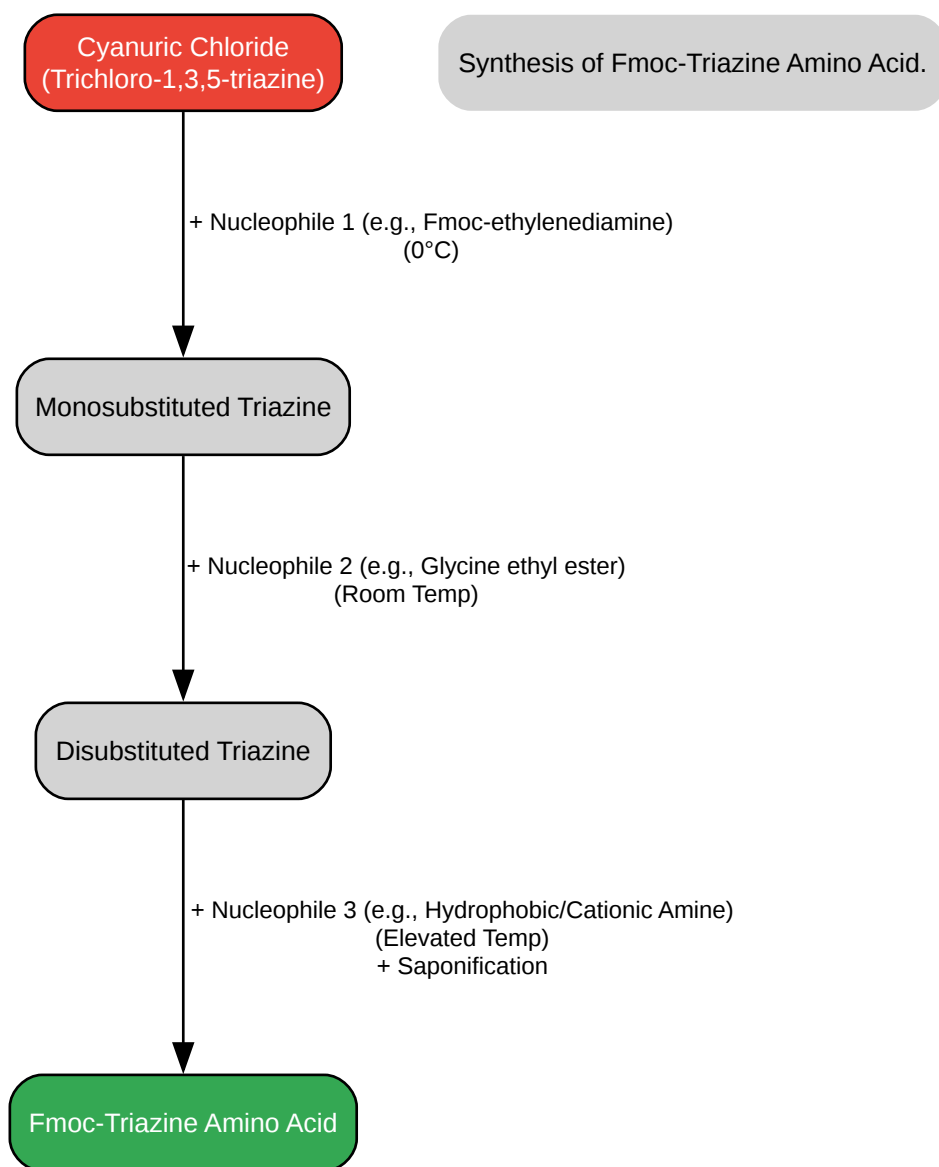 Cyanuric Chloride
(Trichloro-1,3,5-triazine)
Synthesis of Fmoc-Triazine Amino Acid.
+ Nucleophile 1 (e.g., Fmoc-ethylenediamine)
(0°C)
Monosubstituted Triazine
+ Nucleophile 2 (e.g., Glycine ethyl ester)
(Room Temp)
Disubstituted Triazine
+ Nucleophile 3 (e.g., Hydrophobic/Cationic Amine)
(Elevated Temp)
+ Saponification
Fmoc-Triazine Amino Acid